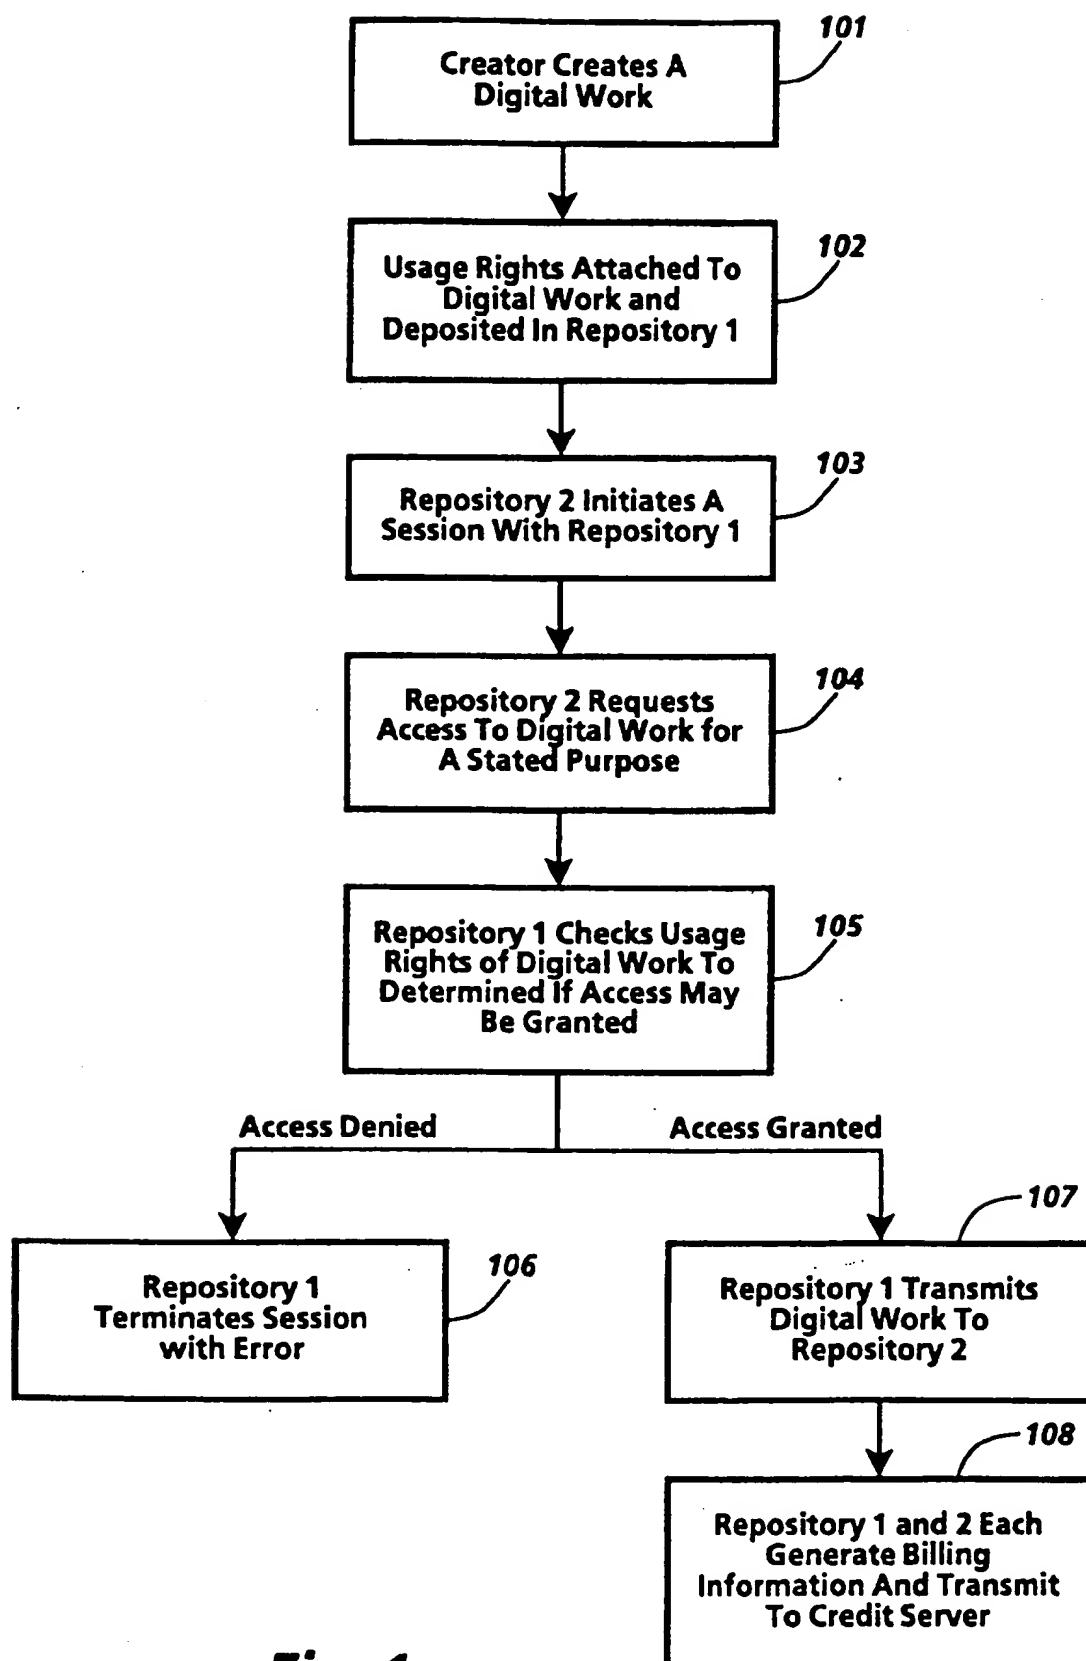 101
Creator Creates A
Digital Work
102
Usage Rights Attached To
Digital Work and
Deposited In Repository 1
103
Repository 2 Initiates A
Session With Repository 1
104
Repository 2 Requests
Access To Digital Work for
A Stated Purpose
105
Repository 1 Checks Usage
Rights of Digital Work To
Determined If Access May
Be Granted
Access Denied
Access Granted
106
Repository 1
Terminates Session
with Error
107
Repository 1 Transmits
Digital Work To
Repository 2
108
Repository 1 and 2 Each
Generate Billing
Information And Transmit
To Credit Server